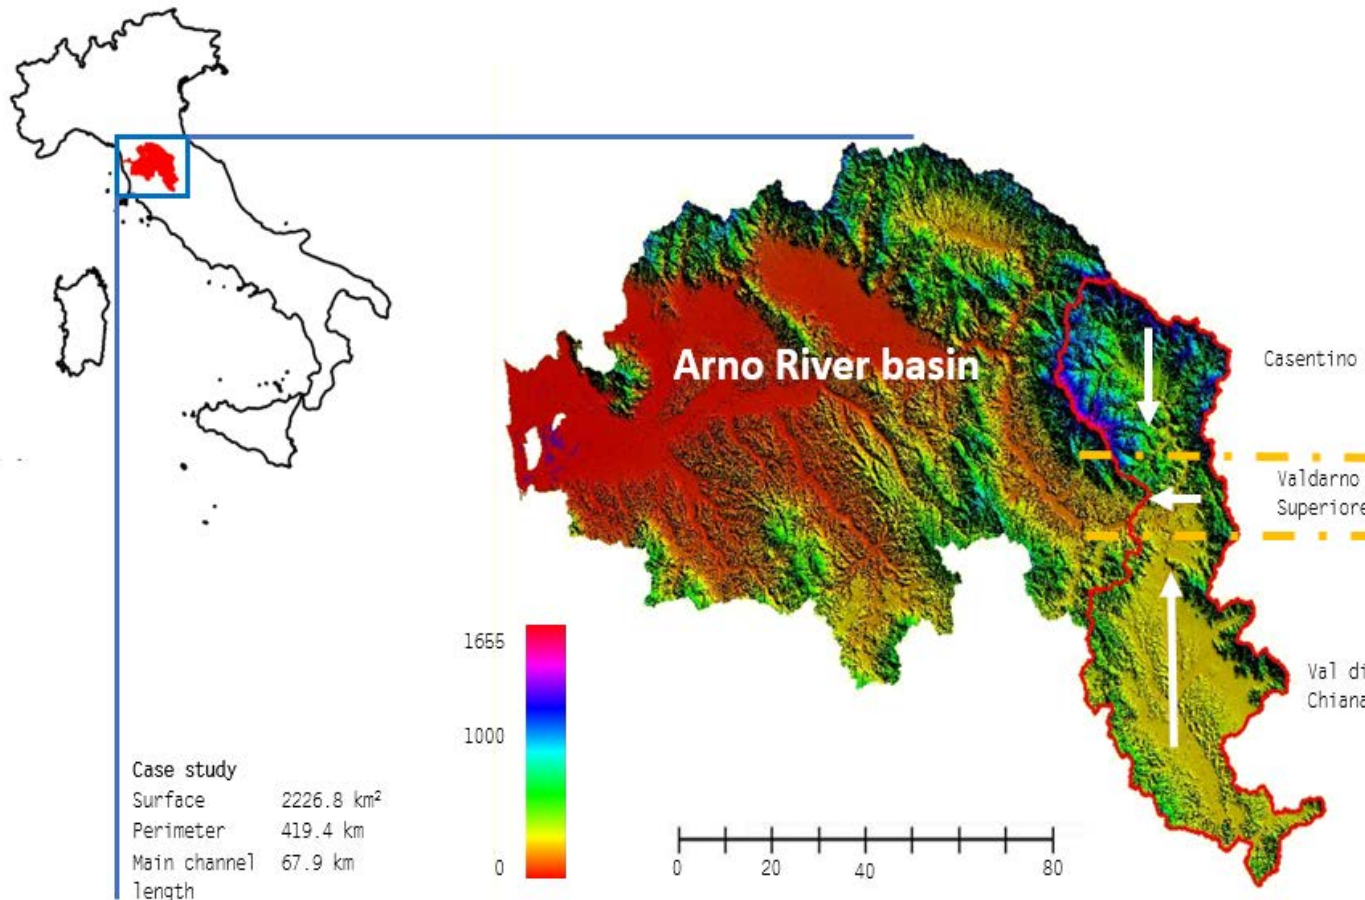 Arno River basin
Casentino
Valdarno
Superiore
Val di
Chiana
1655
1000
0
Case study
Surface 2226.8 km²
Perimeter 419.4 km
Main channel 67.9 km
length
0 20 40 80